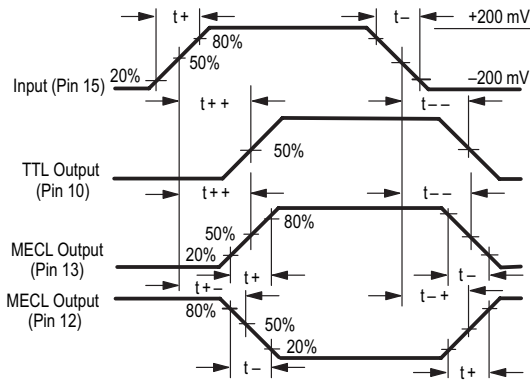 t+
t–
+200 mV
80%
50%
20%
Input (Pin 15)
–200 mV
t++
t––
TTL Output
(Pin 10)
50%
t++
t––
80%
MECL Output
(Pin 13)
50%
20%
t+
t–
t+–
t–+
MECL Output
(Pin 12)
80%
50%
20%
t–
t+